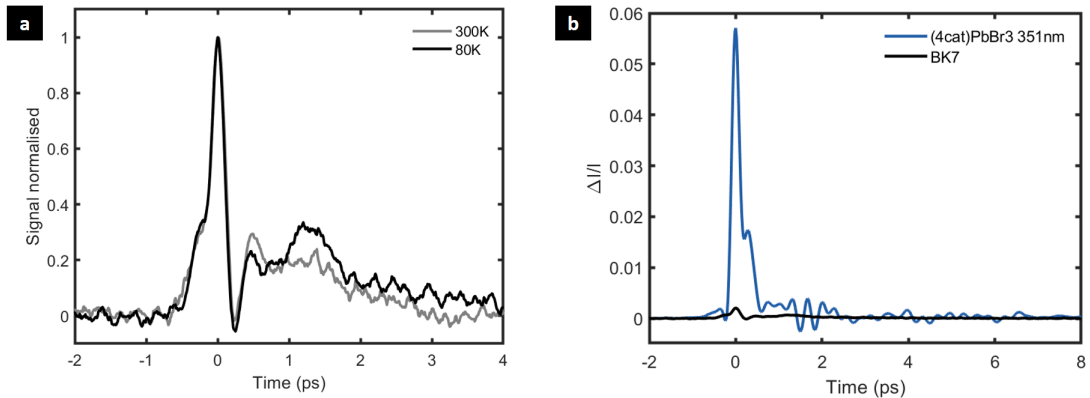 a
300K
80K
Signal normalised
1
0.8
0.6
0.4
0.2
0
-2 -1 0 1 2 3 4
Time (ps)
b
(4cat)PbBr3 351nm
BK7
ΔI/I
0.06
0.05
0.04
0.03
0.02
0.01
0
-2 0 2 4 6 8
Time (ps)